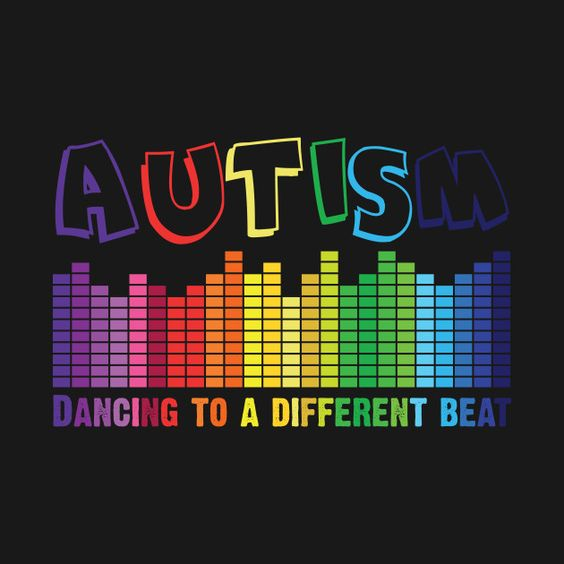 AUTISM
DANCING TO A DIFFERENT BEAT